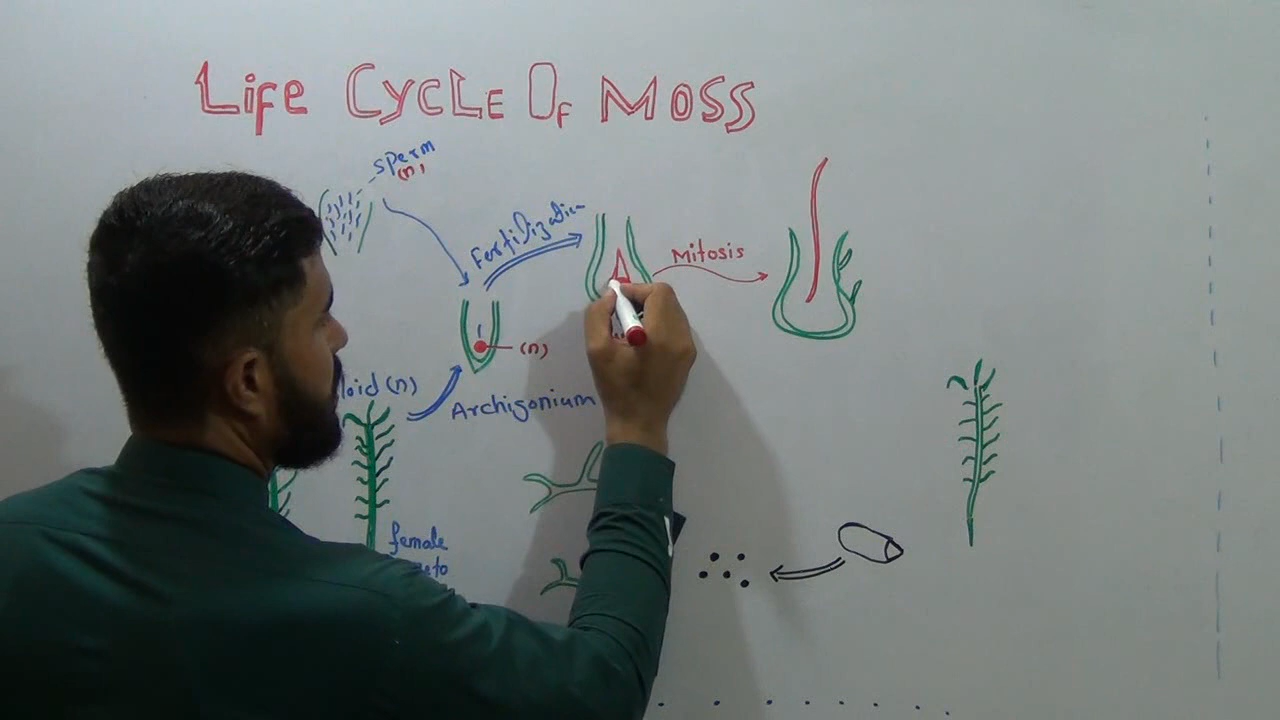 LiFe CYCLE OF MOSS
sperm
(n)
Fertilization
Mitosis
(n)
loid (n)
Archigonium
female